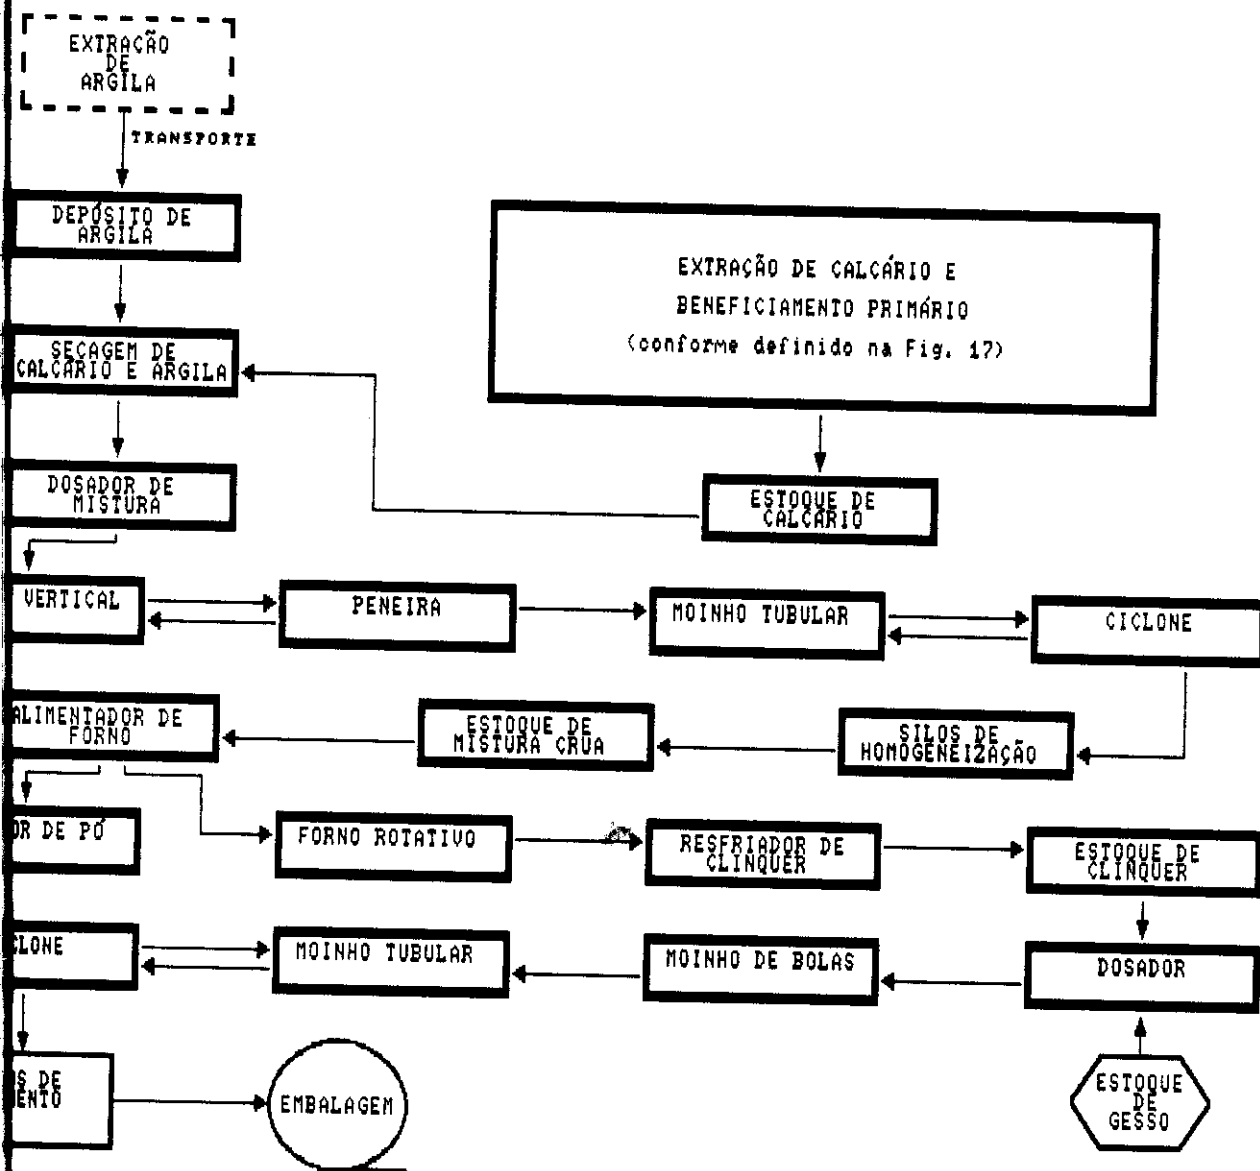 EXTRAÇÃO
DE
ARGILA
TRANSPORTE
DEPÓSITO DE
ARGILA
EXTRAÇÃO DE CALCÁRIO E
BENEFICIAMENTO PRIMÁRIO
(conforme definido na Fig. 17)
SECAGEM DE
CALCÁRIO E ARGILA
DOSADOR DE
MISTURA
ESTOQUE DE
CALCÁRIO
VERTICAL
PENEIRA
MOINHO TUBULAR
CICLONE
ALIMENTADOR DE
FORNO
ESTOQUE DE
MISTURA CRUA
SILOS DE
HOMOGENEIZAÇÃO
OR DE PÓ
FORNO ROTATIVO
RESFRIADOR DE
CLINQUER
ESTOQUE DE
CLINQUER
CLONE
MOINHO TUBULAR
MOINHO DE BOLAS
DOSADOR
S DE
ENTO
EMBALAGEM
ESTOQUE
DE
GESSO